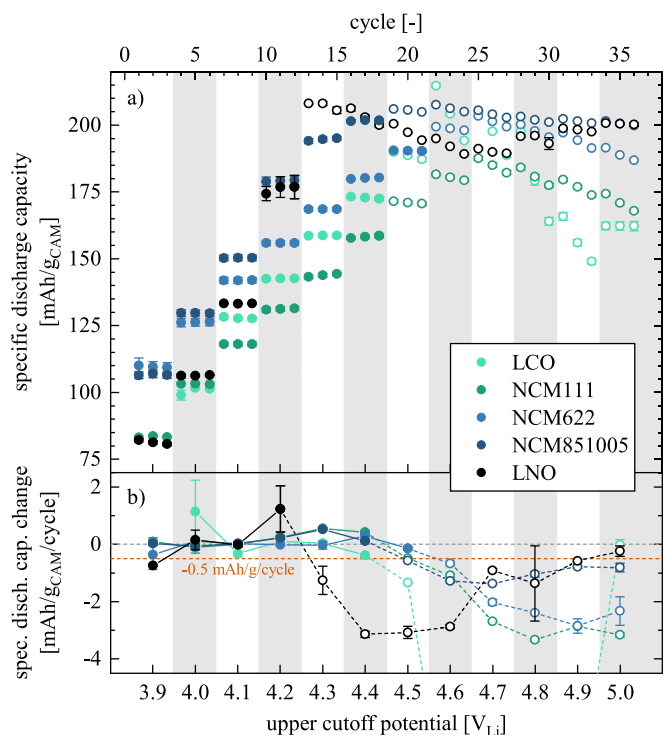 cycle [-]
0 5 10 15 20 25 30 35
a)
200
175
150
125
100
75
specific discharge capacity
[mAh/gCAM]
LCO
NCM111
NCM622
NCM851005
LNO
b)
2
0
-0.5 mAh/g/cycle
−2
−4
spec. disch. cap. change
[mAh/gCAM/cycle]
3.9 4.0 4.1 4.2 4.3 4.4 4.5 4.6 4.7 4.8 4.9 5.0
upper cutoff potential [VLi]